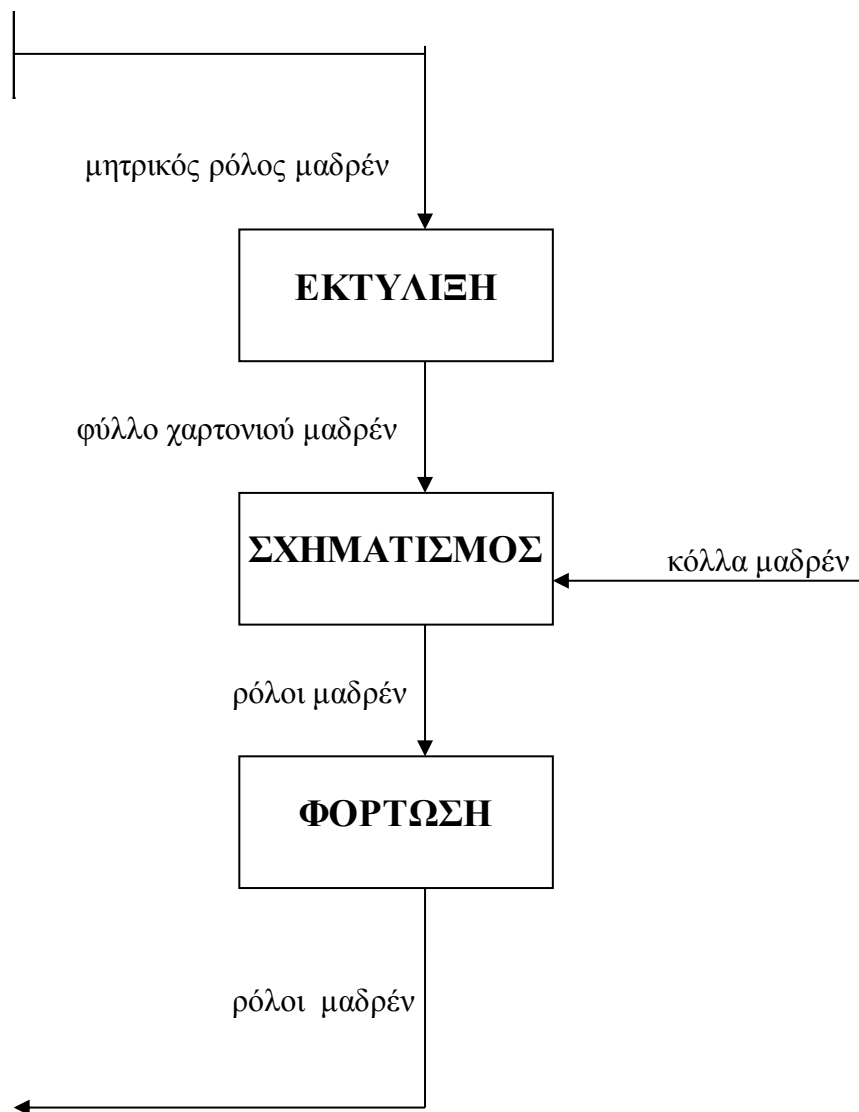 μητρικός ρόλος μαδρέν
ΕΚΤΥΛΙΞΗ
φύλλο χαρτονιού μαδρέν
ΣΧΗΜΑΤΙΣΜΟΣ
κόλλα μαδρέν
ρόλοι μαδρέν
ΦΟΡΤΩΣΗ
ρόλοι μαδρέν